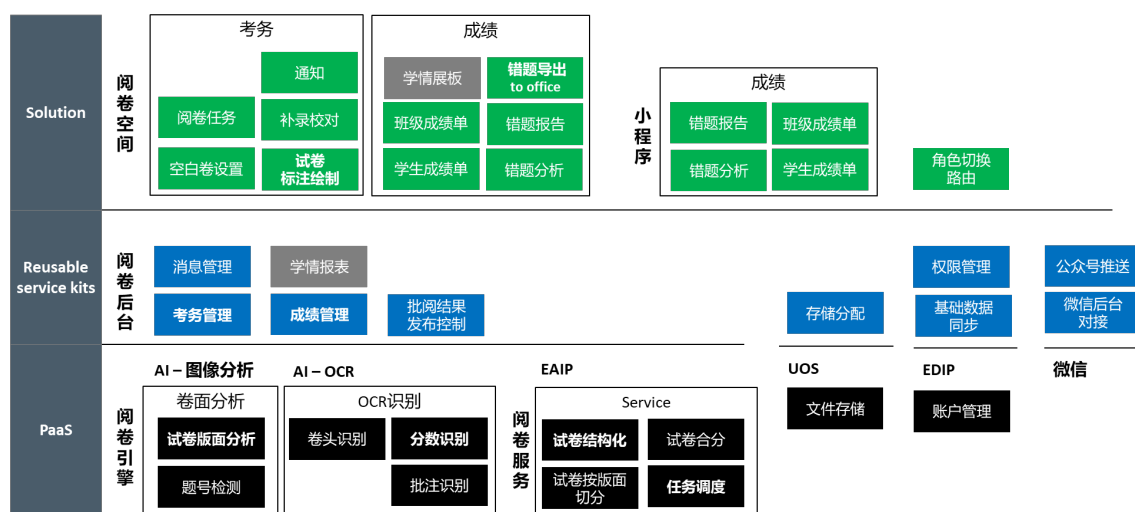 Solution
阅卷空间
考务
通知
阅卷任务
补录校对
空白卷设置
试卷
标注绘制
成绩
学情展板
错题导出
to office
班级成绩单
错题报告
学生成绩单
错题分析
小程序
成绩
错题报告
班级成绩单
错题分析
学生成绩单
角色切换
路由
Reusable
service kits
阅卷后台
消息管理
学情报表
考务管理
成绩管理
批阅结果
发布控制
存储分配
权限管理
基础数据
同步
公众号推送
微信后台
对接
PaaS
阅卷引擎
AI – 图像分析
卷面分析
试卷版面分析
题号检测
AI – OCR
OCR识别
卷头识别
分数识别
批注识别
阅卷服务
EAIP
Service
试卷结构化
试卷合分
试卷按版面
切分
任务调度
UOS
文件存储
EDIP
账户管理
微信